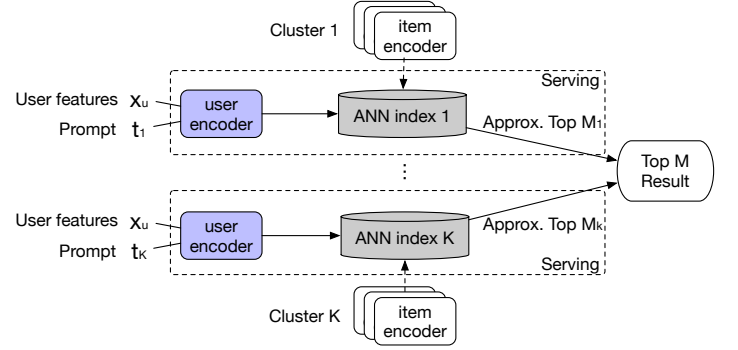 Cluster 1
item
encoder
Serving
User features xᵤ
Prompt t₁
user
encoder
ANN index 1
Approx. Top M₁
Top M
Result
⋮
User features xᵤ
Prompt t_K
user
encoder
ANN index K
Approx. Top Mₖ
Serving
Cluster K
item
encoder